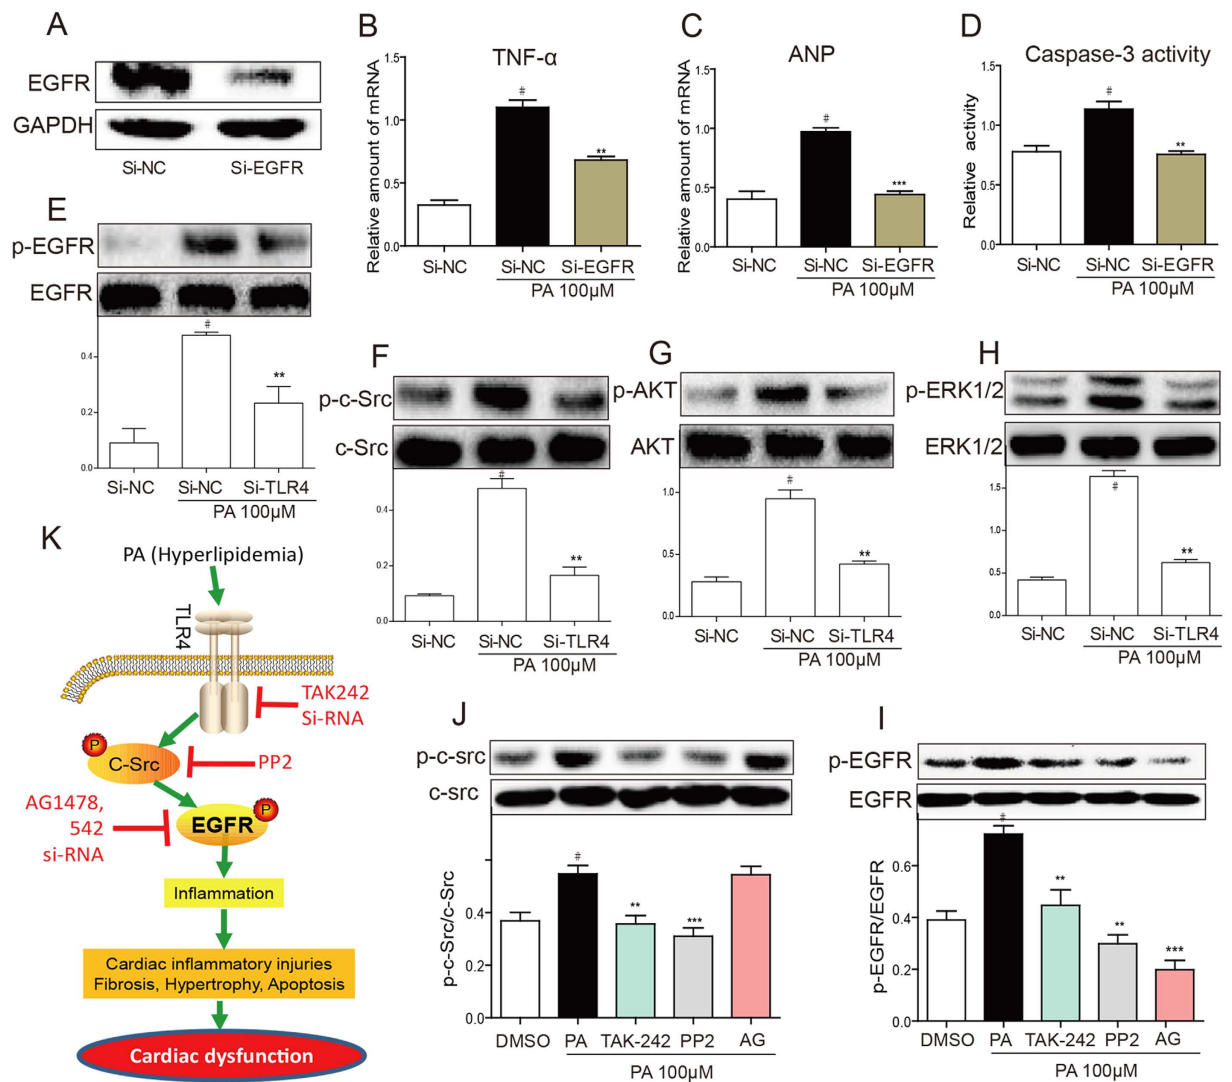 A
EGFR
GAPDH
Si-NC Si-EGFR
B
TNF-α
Relative amount of mRNA
1.5
1.0
0.5
0.0
#
**
Si-NC Si-NC Si-EGFR
PA 100μM
C
ANP
Relative amount of mRNA
1.5
1.0
0.5
0.0
#
***
Si-NC Si-NC Si-EGFR
PA 100μM
D
Caspase-3 activity
Relative activity
1.5
1.0
0.5
0.0
#
**
Si-NC Si-NC Si-EGFR
PA 100μM
E
p-EGFR
EGFR
0.4
0.2
0.0
#
**
Si-NC Si-NC Si-TLR4
PA 100μM
F
p-c-Src
c-Src
0.4
0.2
0.0
#
**
Si-NC Si-NC Si-TLR4
PA 100μM
G
p-AKT
AKT
1.0
0.5
0.0
#
**
Si-NC Si-NC Si-TLR4
PA 100μM
H
p-ERK1/2
ERK1/2
1.5
1.0
0.5
0.0
#
**
Si-NC Si-NC Si-TLR4
PA 100μM
K
PA (Hyperlipidemia)
TLR4
TAK242
Si-RNA
P
C-Src
PP2
AG1478,
542
si-RNA
EGFR
P
Inflammation
Cardiac inflammatory injuries
Fibrosis, Hypertrophy, Apoptosis
Cardiac dysfunction
J
p-c-src
c-src
p-c-Src/c-Src
0.4
0.2
0.0
#
**
***
DMSO PA TAK-242 PP2 AG
PA 100μM
I
p-EGFR
EGFR
p-EGFR/EGFR
0.6
0.4
0.2
0.0
#
**
**
***
DMSO PA TAK-242 PP2 AG
PA 100μM